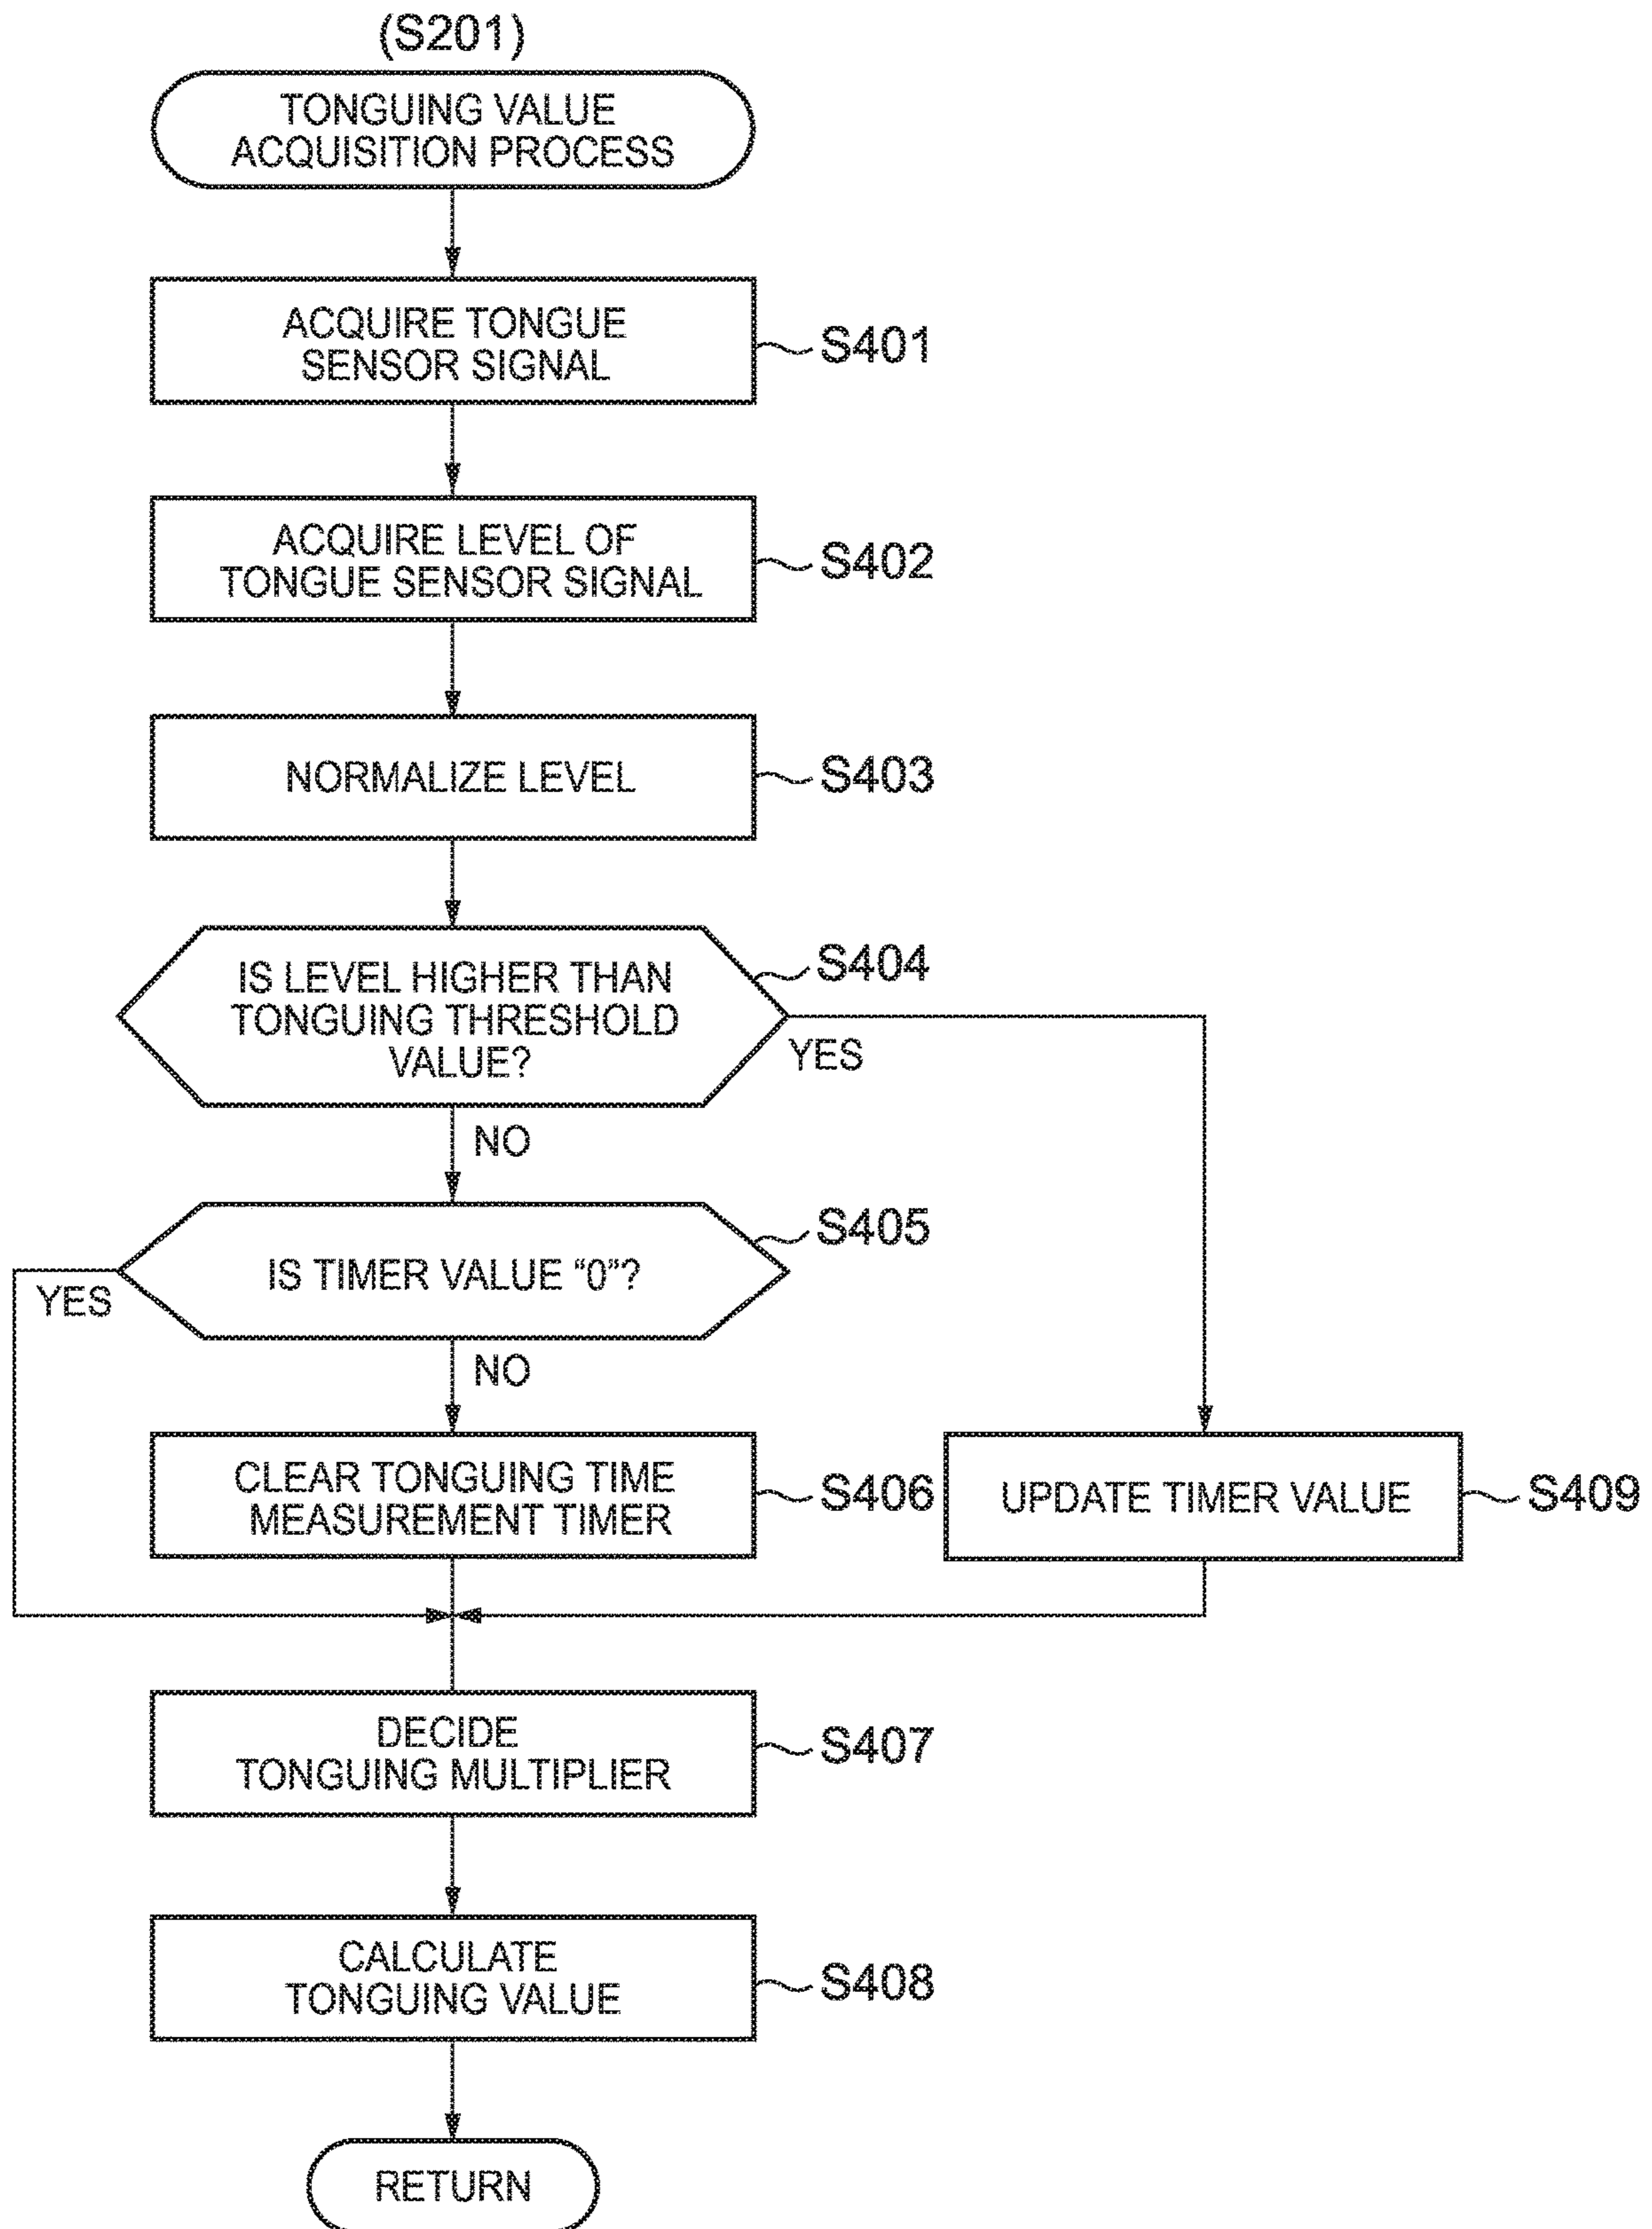 (S201)
TONGUING VALUE
ACQUISITION PROCESS
ACQUIRE TONGUE
SENSOR SIGNAL
S401
ACQUIRE LEVEL OF
TONGUE SENSOR SIGNAL
S402
NORMALIZE LEVEL
S403
IS LEVEL HIGHER THAN
TONGUING THRESHOLD
VALUE?
S404
YES
NO
IS TIMER VALUE “0”?
S405
YES
NO
CLEAR TONGUING TIME
MEASUREMENT TIMER
S406
UPDATE TIMER VALUE
S409
DECIDE
TONGUING MULTIPLIER
S407
CALCULATE
TONGUING VALUE
S408
RETURN